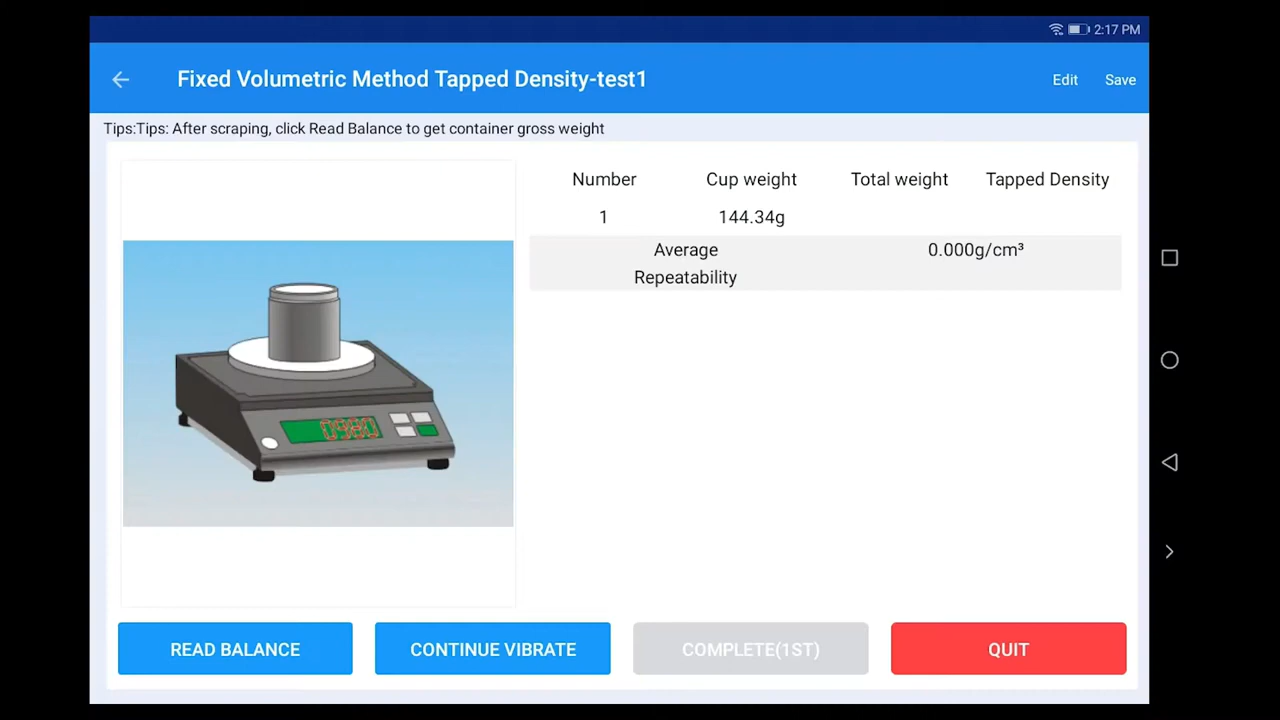 2:17 PM
Fixed Volumetric Method Tapped Density-test1
Edit
Save
Tips:Tips: After scraping, click Read Balance to get container gross weight
Number Cup weight Total weight Tapped Density
1 144.34g
Average 0.000g/cm³
Repeatability
0980
READ BALANCE
CONTINUE VIBRATE
COMPLETE(1ST)
QUIT